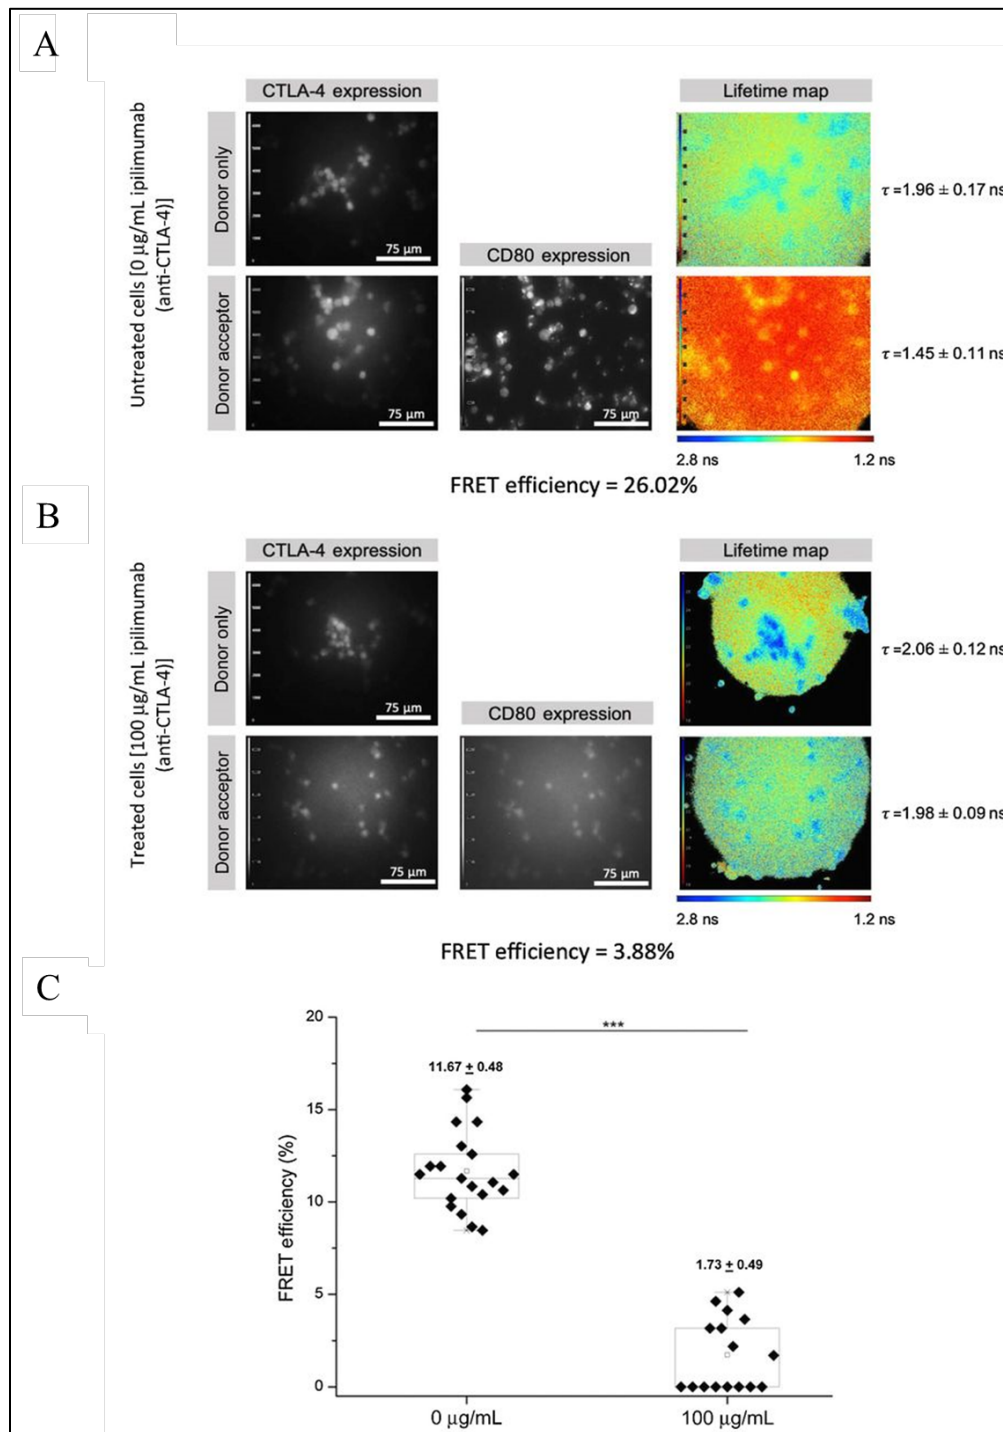 A
CTLA-4 expression
Lifetime map
Untreated cells [0 µg/mL ipilimumab
(anti-CTLA-4)]
Donor only
75 µm
τ=1.96 ± 0.17 ns
CD80 expression
Donor acceptor
75 µm
75 µm
τ=1.45 ± 0.11 ns
2.8 ns
1.2 ns
FRET efficiency = 26.02%
B
CTLA-4 expression
Lifetime map
Treated cells [100 µg/mL ipilimumab
(anti-CTLA-4)]
Donor only
75 µm
τ=2.06 ± 0.12 ns
CD80 expression
Donor acceptor
75 µm
75 µm
τ=1.98 ± 0.09 ns
2.8 ns
1.2 ns
FRET efficiency = 3.88%
C
FRET efficiency (%)
20
15
10
5
0
***
11.67 ± 0.48
1.73 ± 0.49
0 µg/mL
100 µg/mL